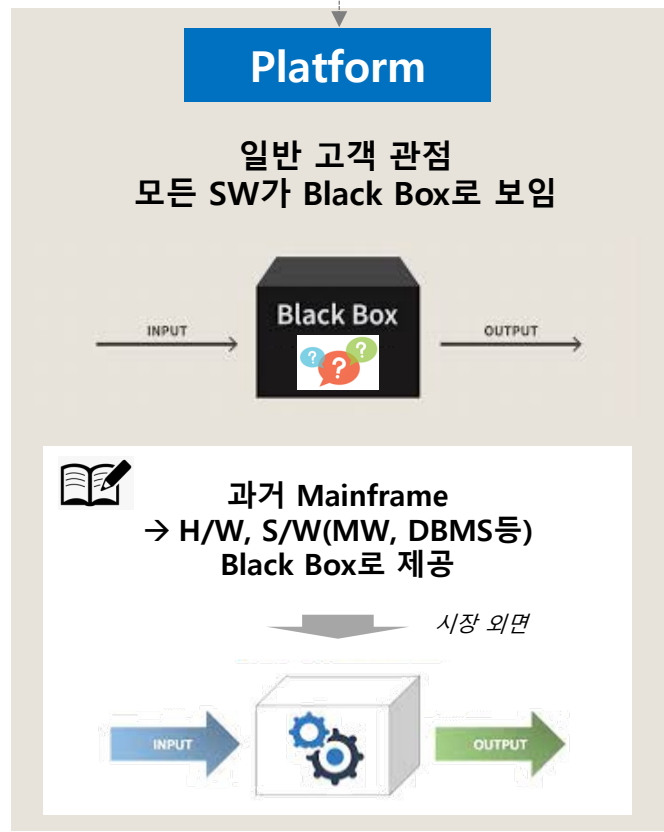 Platform
일반 고객 관점
모든 SW가 Black Box로 보임
Black Box
INPUT
OUTPUT
? ? ?
과거 Mainframe
→ H/W, S/W(MW, DBMS등)
Black Box로 제공
시장 외면
INPUT
OUTPUT